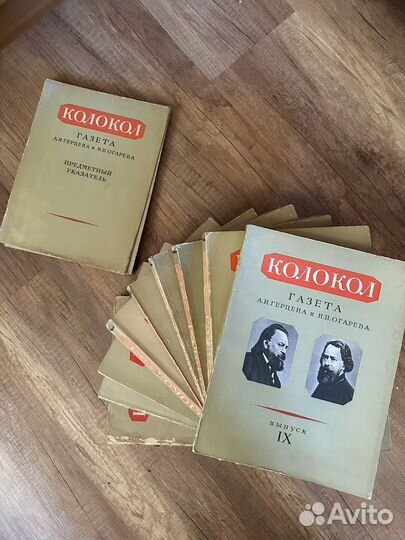 КОЛОКОЛ
ГАЗЕТА
А.И.ГЕРЦЕНА и Н.П.ОГАРЕВА
ПРЕДМЕТНЫЙ
УКАЗАТЕЛЬ
КОЛОКОЛ
ГАЗЕТА
А.И.ГЕРЦЕНА и Н.П.ОГАРЕВА
ВЫПУСК
IX
Avito